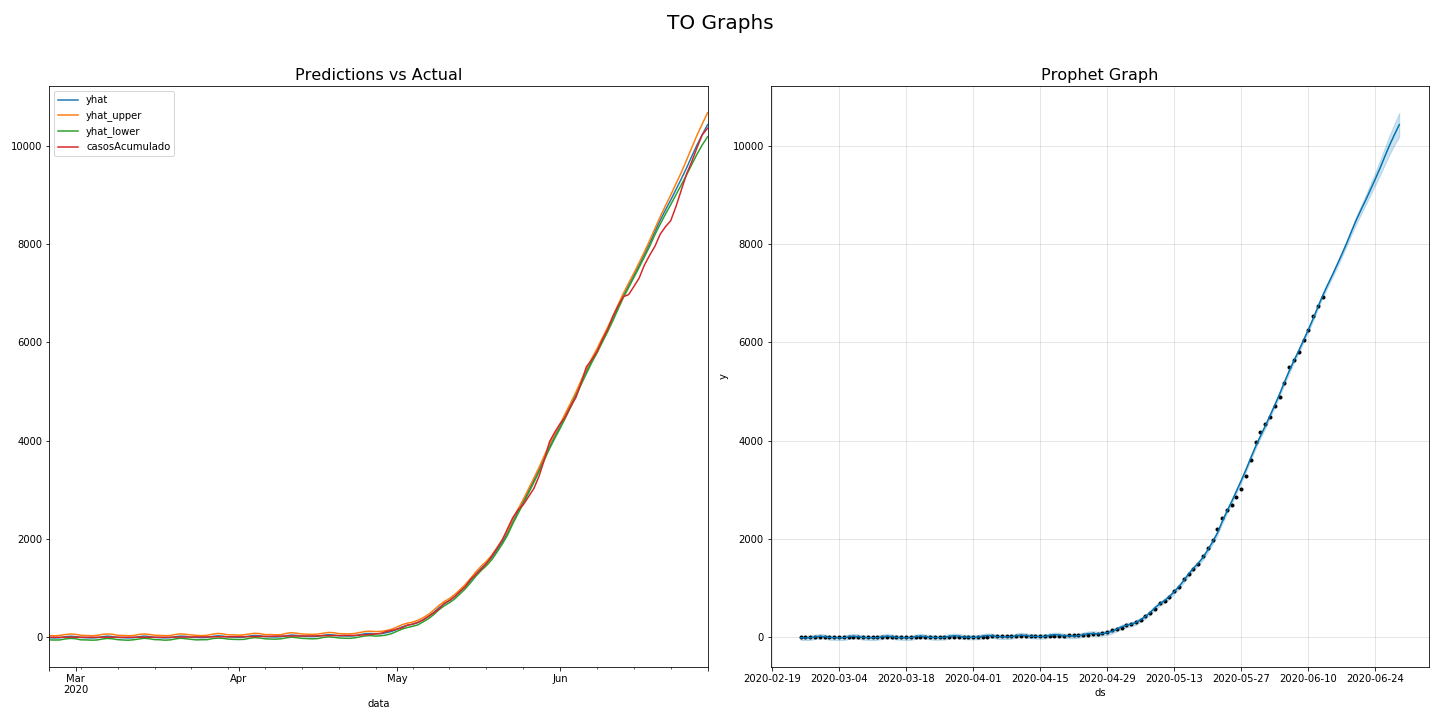 TO Graphs
Predictions vs Actual
yhat
yhat_upper
yhat_lower
casosAcumulado
10000
8000
6000
4000
2000
0
Mar
2020
Apr
May
Jun
data
Prophet Graph
y
10000
8000
6000
4000
2000
0
2020-02-19 2020-03-04 2020-03-18 2020-04-01 2020-04-15 2020-04-29 2020-05-13 2020-05-27 2020-06-10 2020-06-24
ds